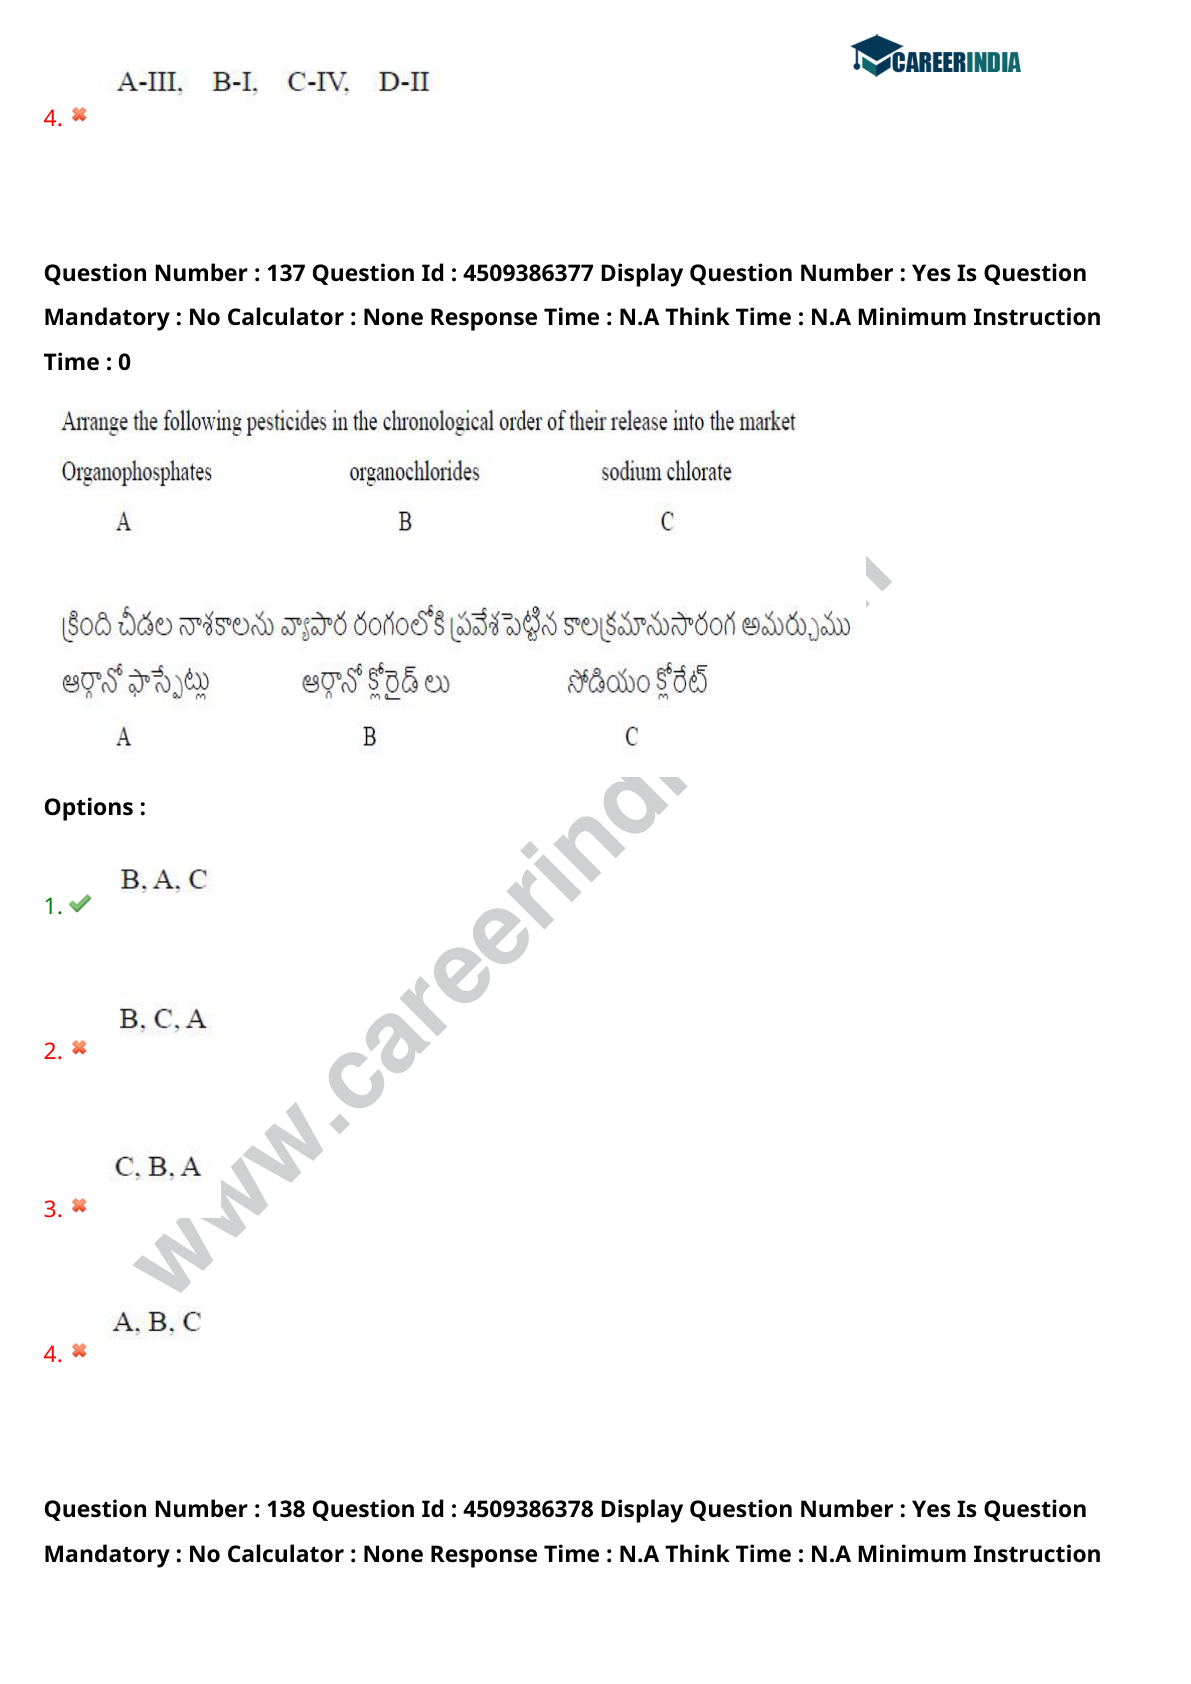 CAREERINDIA
A-III, B-I, C-IV, D-II
4.
Question Number : 137 Question Id : 4509386377 Display Question Number : Yes Is Question
Mandatory : No Calculator : None Response Time : N.A Think Time : N.A Minimum Instruction
Time : 0
Arrange the following pesticides in the chronological order of their release into the market
Organophosphates organochlorides sodium chlorate
A B C
క్రింది చీడల నాశకాలను వ్యాపార రంగంలోకి ప్రవేశపెట్టిన కాలక్రమానుసారంగ అమర్చుము
ఆర్గానో ఫాస్ఫేట్లు ఆర్గానో క్లోరైడ్ లు సోడియం క్లోరేట్
A B C
Options :
B, A, C
1.
B, C, A
2.
C, B, A
3.
A, B, C
4.
www.careerindi
Question Number : 138 Question Id : 4509386378 Display Question Number : Yes Is Question
Mandatory : No Calculator : None Response Time : N.A Think Time : N.A Minimum Instruction